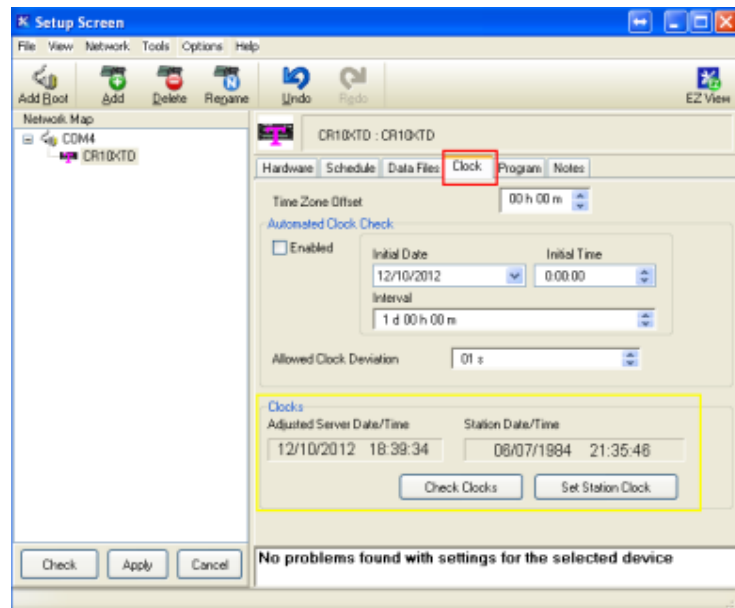 Setup Screen
File View Network Tools Options Help
Add Root Add Delete Rename Undo Redo EZ View
Network Map
COM4
CR10XTD
CR10XTD : CR10XTD
Hardware Schedule Data Files Clock Program Notes
Time Zone Offset 00 h 00 m
Automated Clock Check
Enabled
Initial Date Initial Time
12/10/2012 0:00:00
Interval
1 d 00 h 00 m
Allowed Clock Deviation 01 s
Clocks
Adjusted Server Date/Time Station Date/Time
12/10/2012 18:39:34 06/07/1984 21:35:46
Check Clocks Set Station Clock
Check Apply Cancel
No problems found with settings for the selected device